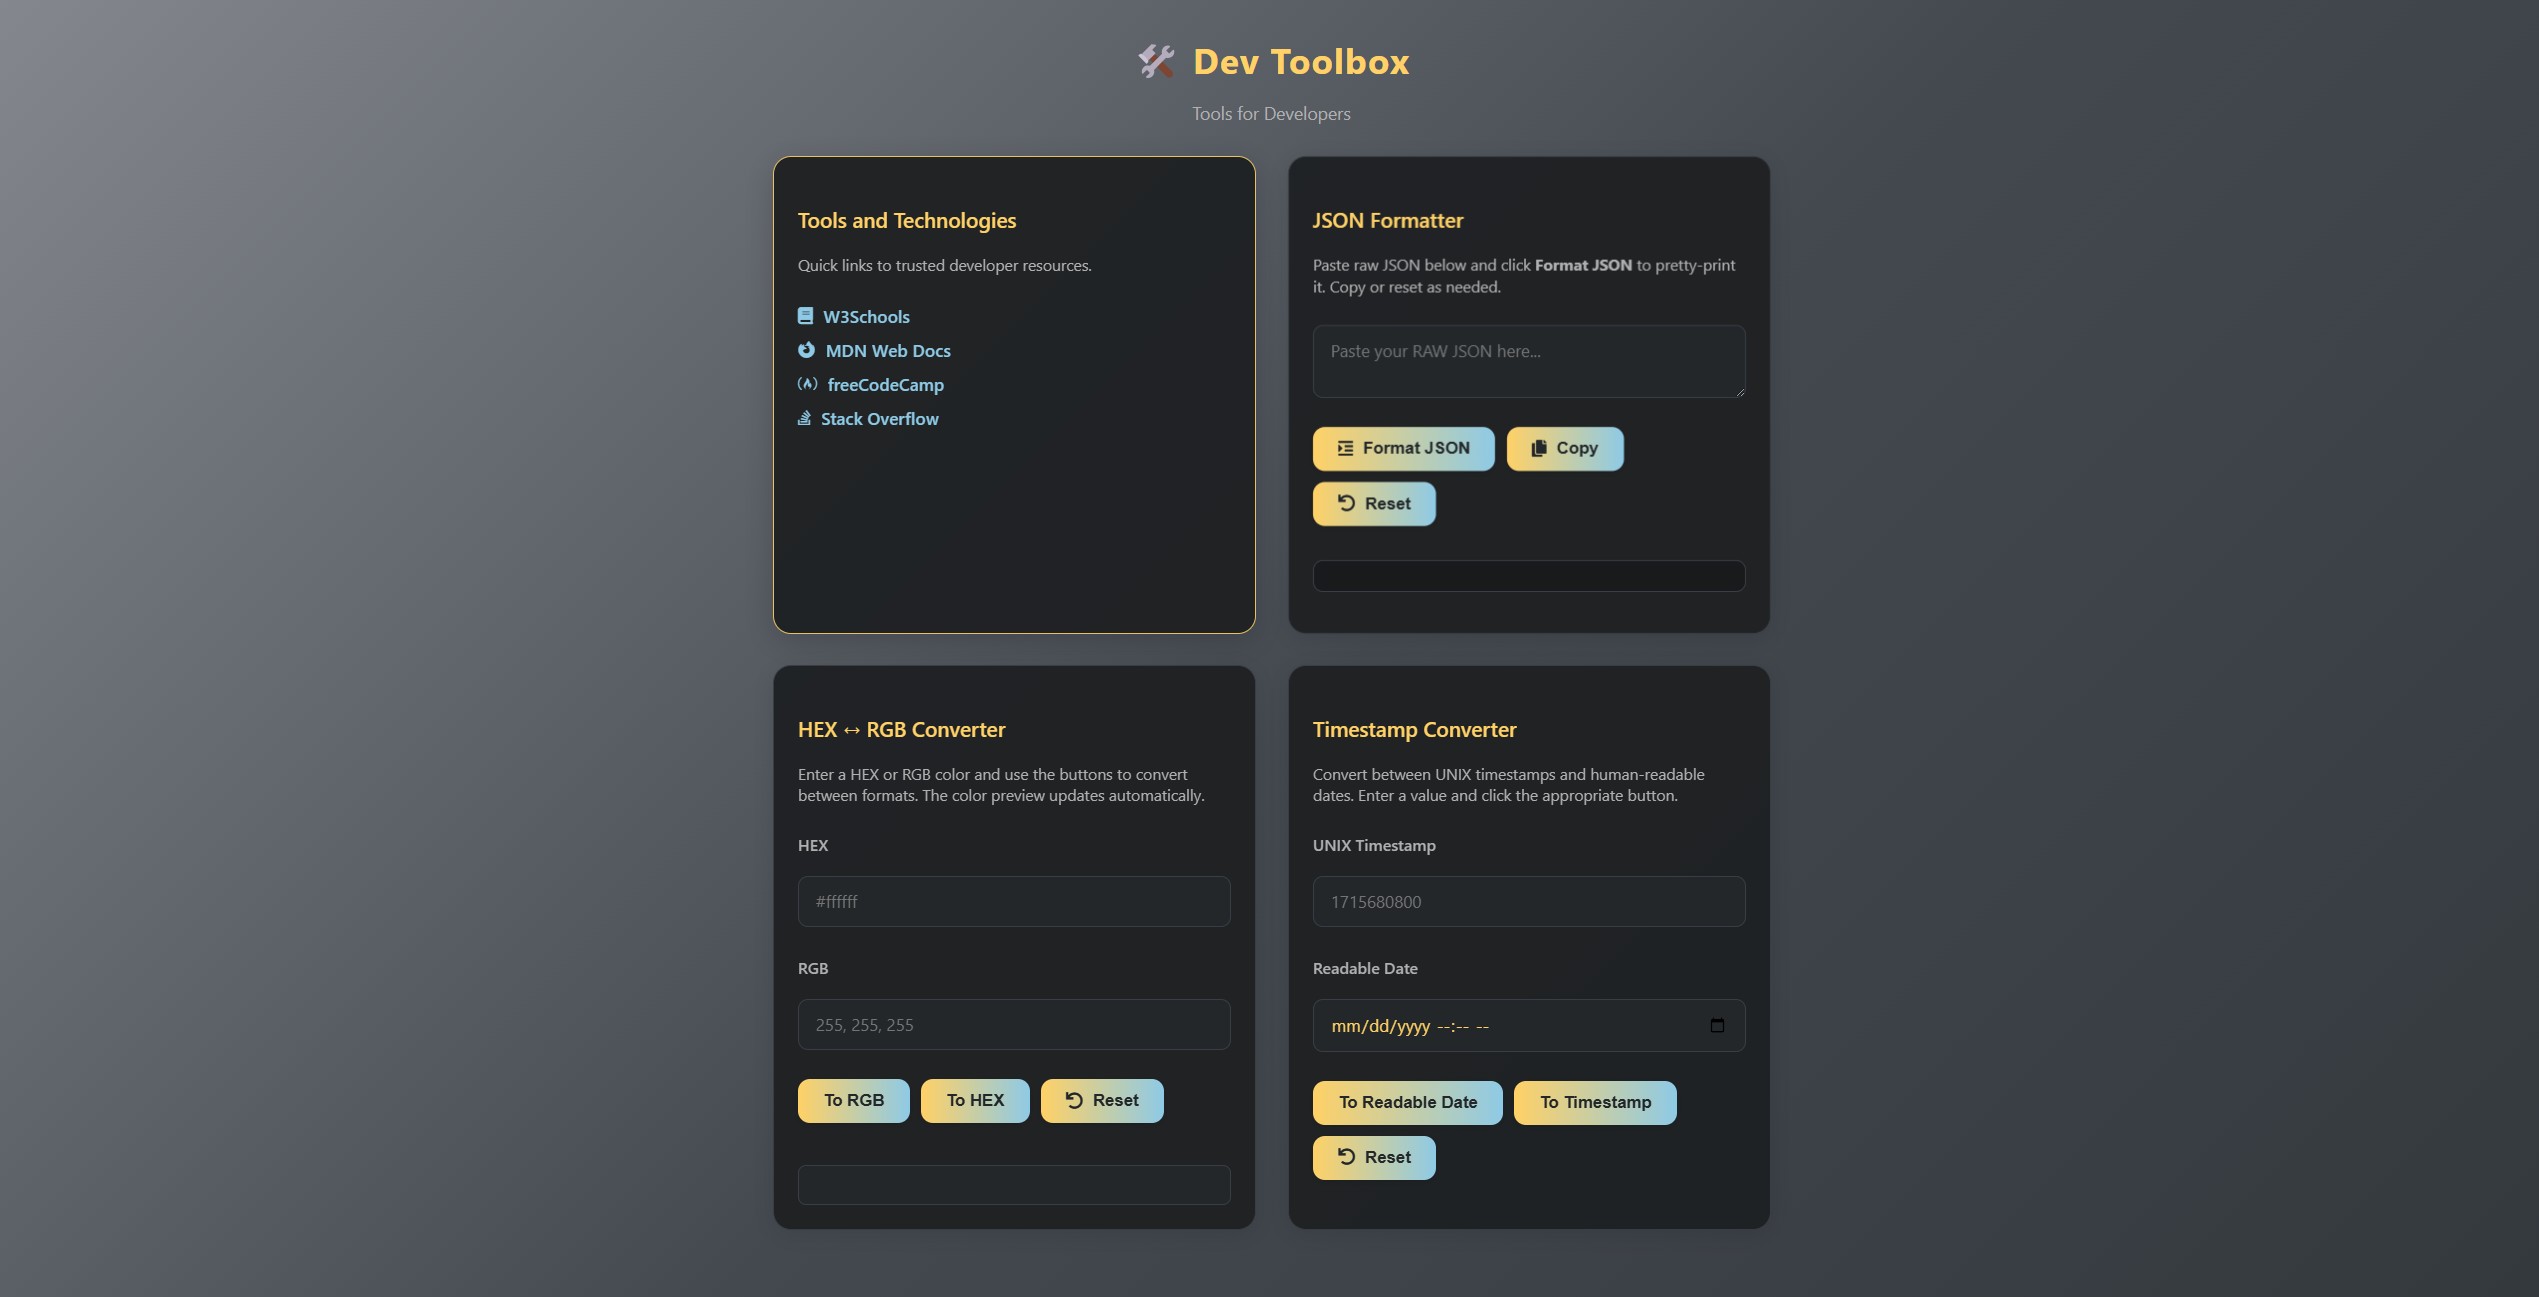 Dev Toolbox
Tools for Developers
Tools and Technologies
Quick links to trusted developer resources.
W3Schools
MDN Web Docs
freeCodeCamp
Stack Overflow
JSON Formatter
Paste raw JSON below and click Format JSON to pretty-print
it. Copy or reset as needed.
Paste your RAW JSON here...
Format JSON
Copy
Reset
HEX ↔ RGB Converter
Enter a HEX or RGB color and use the buttons to convert
between formats. The color preview updates automatically.
HEX
#ffffff
RGB
255, 255, 255
To RGB
To HEX
Reset
Timestamp Converter
Convert between UNIX timestamps and human-readable
dates. Enter a value and click the appropriate button.
UNIX Timestamp
1715680800
Readable Date
mm/dd/yyyy --:-- --
To Readable Date
To Timestamp
Reset